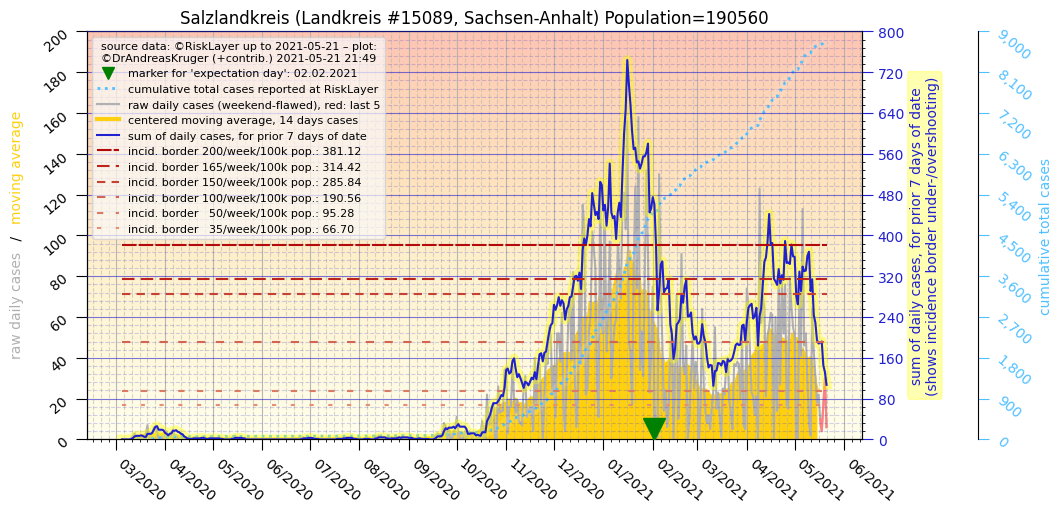 Salzlandkreis (Landkreis #15089, Sachsen-Anhalt) Population=190560
source data: ©RiskLayer up to 2021-05-21 – plot:
©DrAndreasKruger (+contrib.) 2021-05-21 21:49
marker for 'expectation day': 02.02.2021
cumulative total cases reported at RiskLayer
raw daily cases (weekend-flawed), red: last 5
centered moving average, 14 days cases
sum of daily cases, for prior 7 days of date
incid. border 200/week/100k pop.: 381.12
incid. border 165/week/100k pop.: 314.42
incid. border 150/week/100k pop.: 285.84
incid. border 100/week/100k pop.: 190.56
incid. border   50/week/100k pop.: 95.28
incid. border   35/week/100k pop.: 66.70
raw daily cases   /   moving average
200
180
160
140
120
100
80
60
40
20
0
03/2020
04/2020
05/2020
06/2020
07/2020
08/2020
09/2020
10/2020
11/2020
12/2020
01/2021
02/2021
03/2021
04/2021
05/2021
06/2021
800
720
640
560
480
400
320
240
160
80
0
sum of daily cases, for prior 7 days of date
(shows incidence border under-/overshooting)
9,000
8,100
7,200
6,300
5,400
4,500
3,600
2,700
1,800
900
0
cumulative total cases